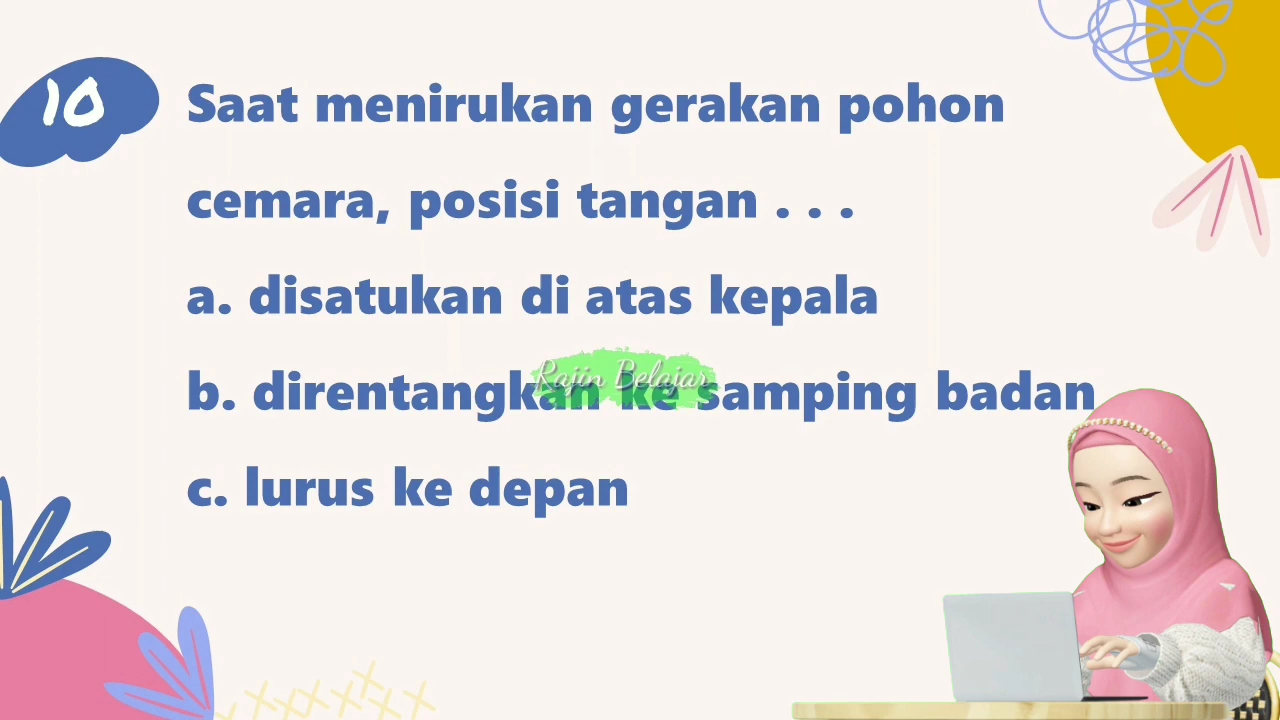 10
Saat menirukan gerakan pohon
cemara, posisi tangan . . .
a. disatukan di atas kepala
b. direntangkan ke samping badan
Rajin Belajar
c. lurus ke depan